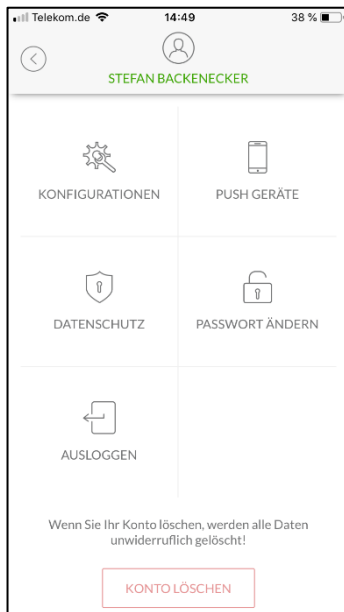 Telekom.de 14:49 38 %
STEFAN BACKENECKER
KONFIGURATIONEN PUSH GERÄTE
DATENSCHUTZ PASSWORT ÄNDERN
AUSLOGGEN
Wenn Sie Ihr Konto löschen, werden alle Daten
unwiderruflich gelöscht!
KONTO LÖSCHEN